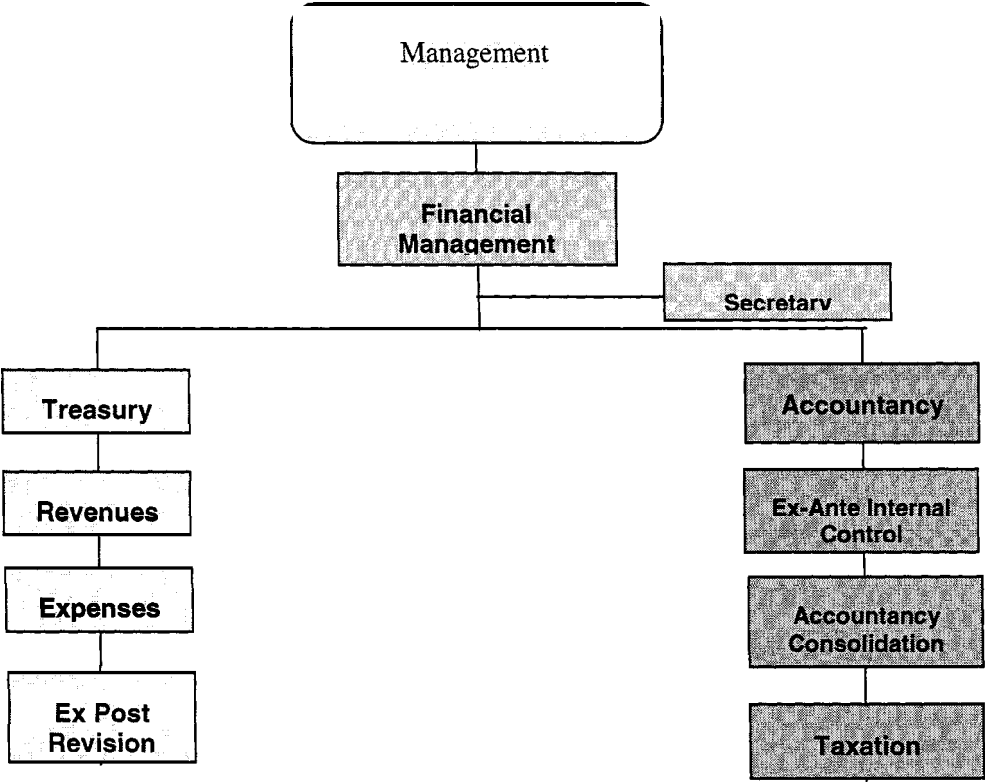 Management
Financial
Management
Secretary
Treasury
Revenues
Expenses
Ex Post
Revision
Accountancy
Ex-Ante Internal
Control
Accountancy
Consolidation
Taxation